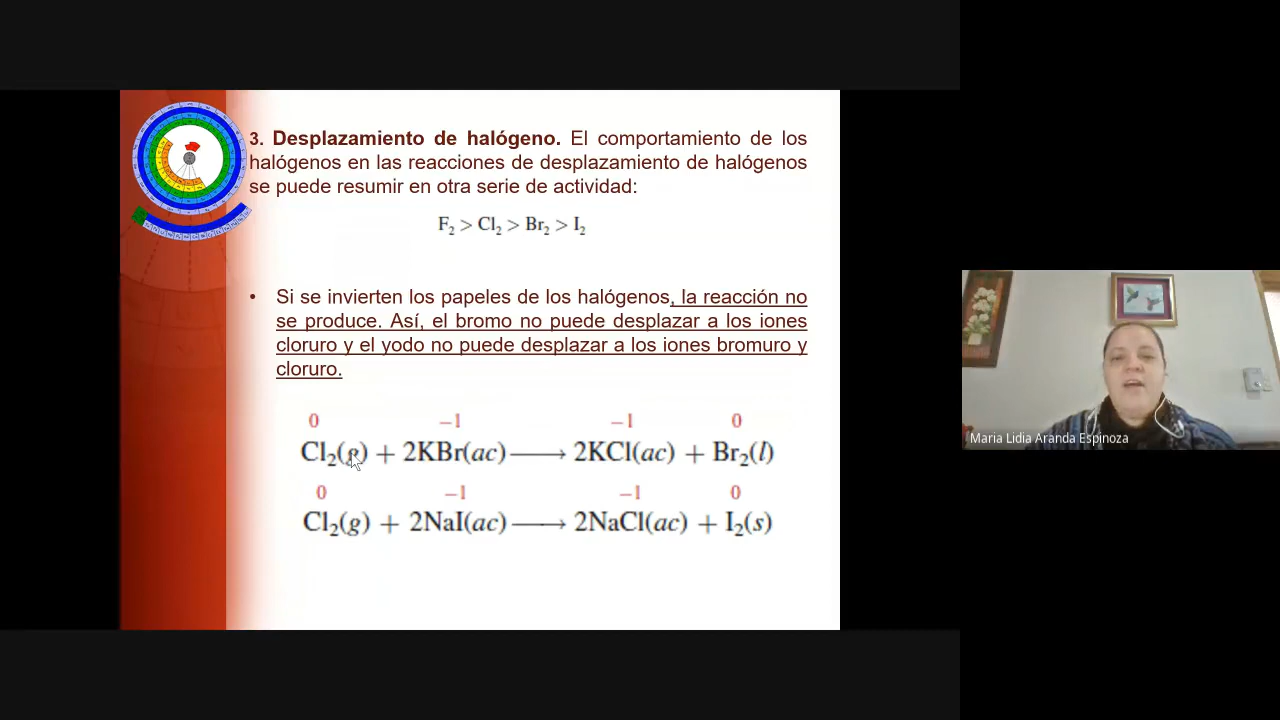 3. Desplazamiento de halógeno. El comportamiento de los
halógenos en las reacciones de desplazamiento de halógenos
se puede resumir en otra serie de actividad:
F₂ > Cl₂ > Br₂ > I₂
• Si se invierten los papeles de los halógenos, la reacción no
se produce. Así, el bromo no puede desplazar a los iones
cloruro y el yodo no puede desplazar a los iones bromuro y
cloruro.
0 −1 −1 0
Cl₂(g) + 2KBr(ac) ⟶ 2KCl(ac) + Br₂(l)
0 −1 −1 0
Cl₂(g) + 2NaI(ac) ⟶ 2NaCl(ac) + I₂(s)
Maria Lidia Aranda Espinoza